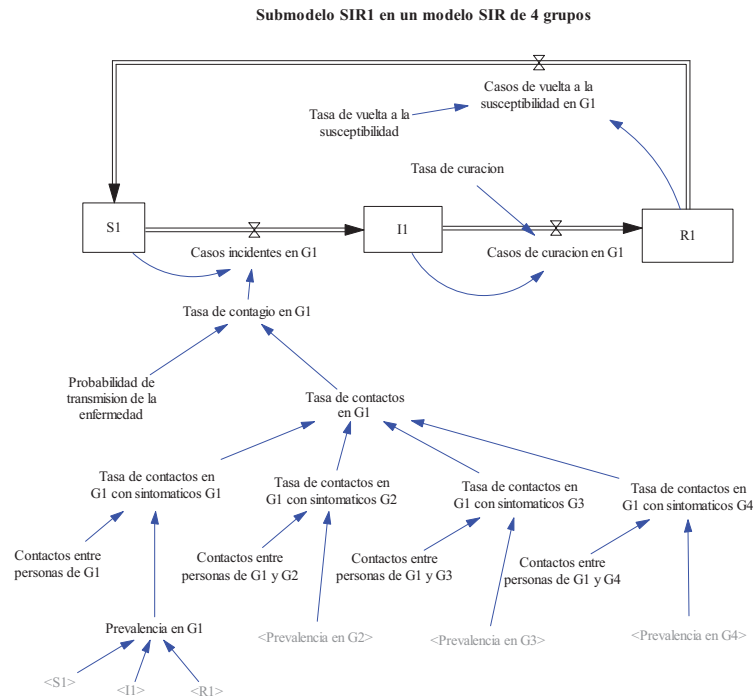 Submodelo SIR1 en un modelo SIR de 4 grupos
Casos de vuelta a la
susceptibilidad en G1
Tasa de vuelta a la
susceptibilidad
Tasa de curacion
S1
I1
R1
Casos incidentes en G1
Casos de curacion en G1
Tasa de contagio en G1
Probabilidad de
transmision de la
enfermedad
Tasa de contactos
en G1
Tasa de contactos en
G1 con sintomaticos G1
Tasa de contactos en
G1 con sintomaticos G2
Tasa de contactos en
G1 con sintomaticos G3
Tasa de contactos en
G1 con sintomaticos G4
Contactos entre
personas de G1
Contactos entre
personas de G1 y G2
Contactos entre
personas de G1 y G3
Contactos entre
personas de G1 y G4
Prevalencia en G1
<Prevalencia en G2>
<Prevalencia en G3>
<Prevalencia en G4>
<S1>
<I1>
<R1>